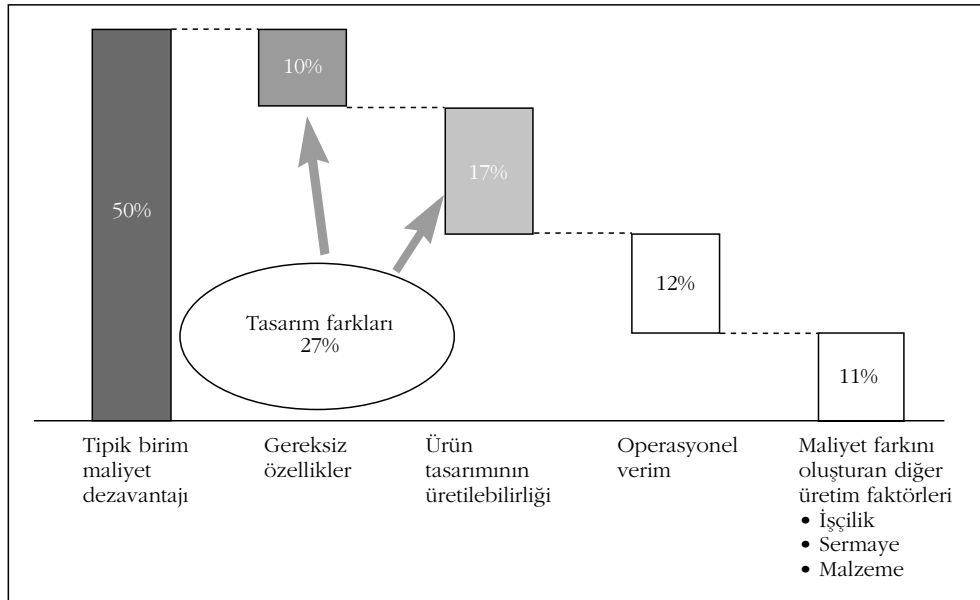 10%
50%
17%
12%
11%
Tasarım farkları
27%
Tipik birim
maliyet
dezavantajı
Gereksiz
özellikler
Ürün
tasarımının
üretilebilirliği
Operasyonel
verim
Maliyet farkını
oluşturan diğer
üretim faktörleri
• İşçilik
• Sermaye
• Malzeme